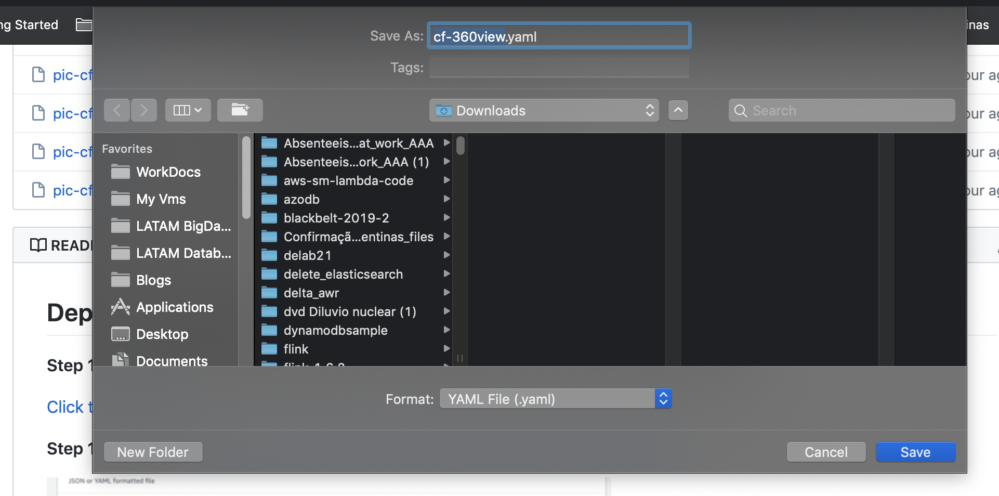 ng Started
inas
Save As:
cf-360view.yaml
Tags:
Downloads
Search
pic-cf
pic-cf
pic-cf
pic-cf
our ag
our ag
our ag
our ag
Favorites
WorkDocs
My Vms
LATAM BigDa...
LATAM Datab...
Blogs
Applications
Desktop
Documents
Absenteeis...at_work_AAA
Absenteeis...ork_AAA (1)
aws-sm-lambda-code
azodb
blackbelt-2019-2
Confirmaçã...entinas_files
delab21
delete_elasticsearch
delta_awr
dvd Diluvio nuclear (1)
dynamodbsample
flink
READ
Dep
Step 1
Click t
Step 1
Format:
YAML File (.yaml)
New Folder
Cancel
Save
JSON or YAML formatted file